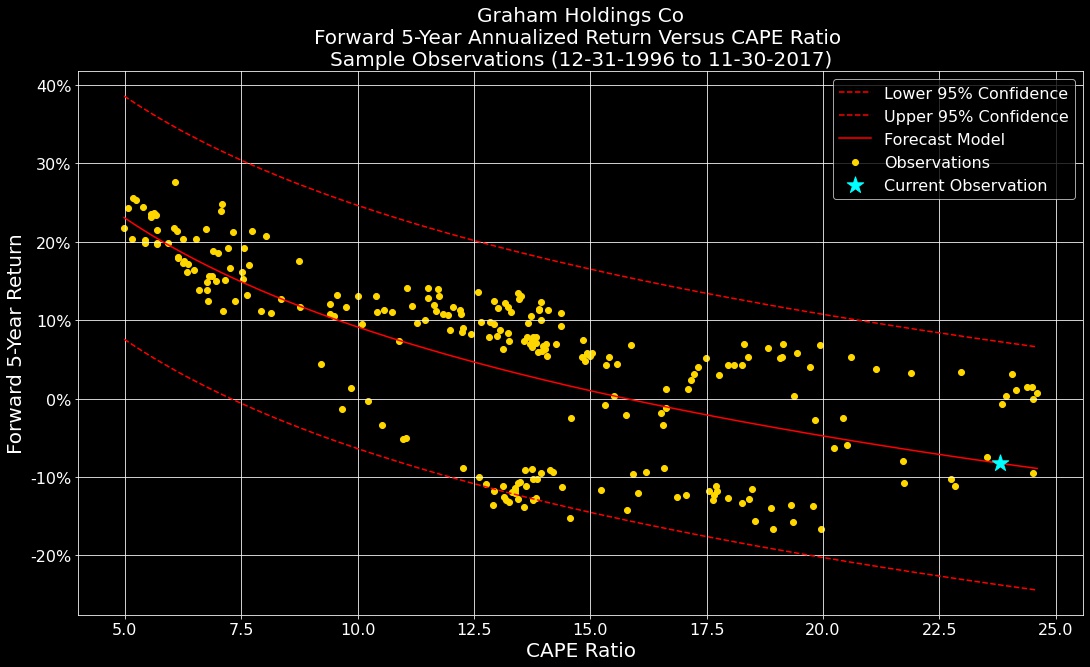 Graham Holdings Co
Forward 5-Year Annualized Return Versus CAPE Ratio
Sample Observations (12-31-1996 to 11-30-2017)
Lower 95% Confidence
Upper 95% Confidence
Forecast Model
Observations
Current Observation
Forward 5-Year Return
40%
30%
20%
10%
0%
-10%
-20%
5.0 7.5 10.0 12.5 15.0 17.5 20.0 22.5 25.0
CAPE Ratio